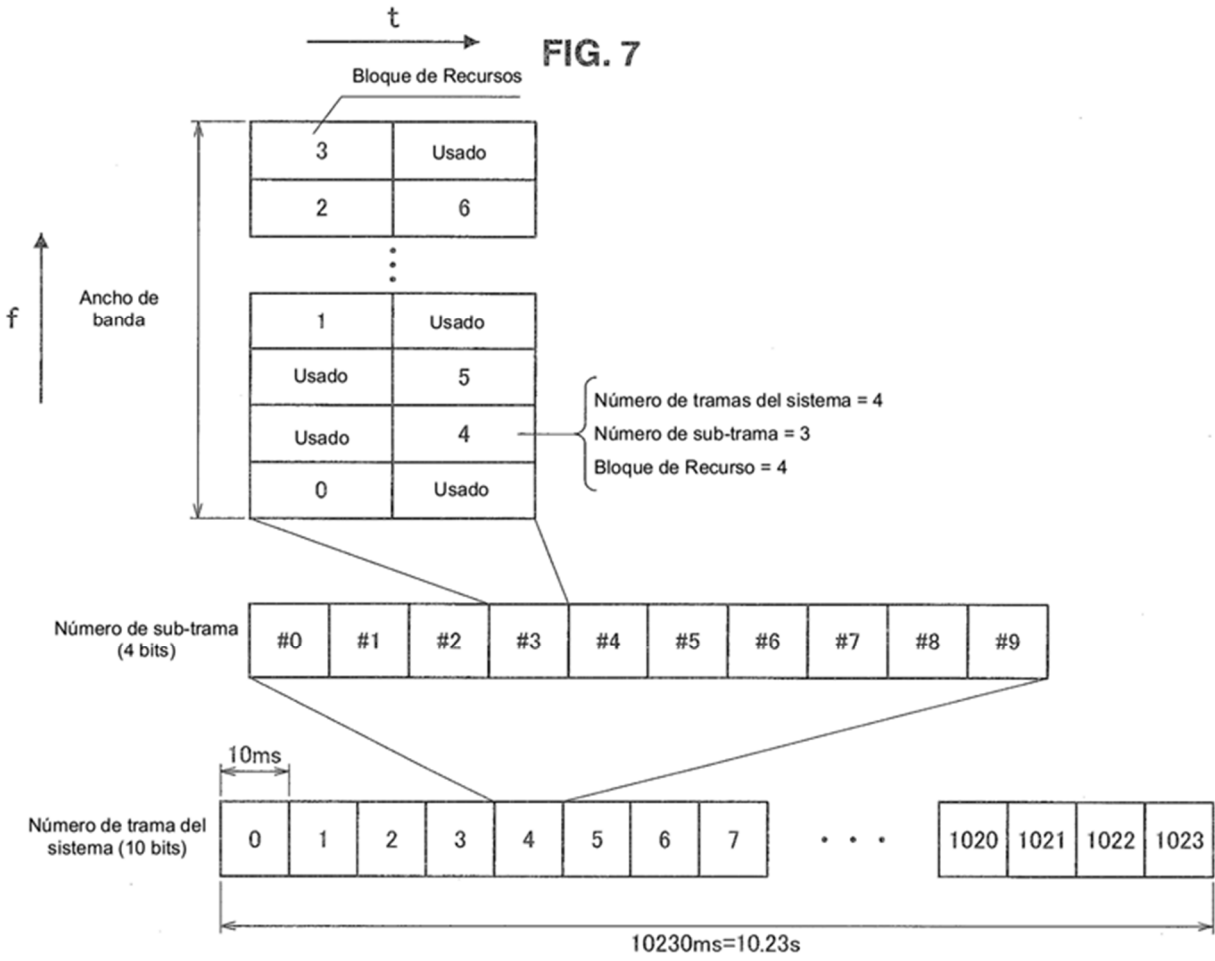 t
FIG. 7
Bloque de Recursos
3 Usado
2 6
f
Ancho de
banda
1 Usado
Usado 5
Usado 4
0 Usado
Número de tramas del sistema = 4
Número de sub-trama = 3
Bloque de Recurso = 4
Número de sub-trama
(4 bits)
#0 #1 #2 #3 #4 #5 #6 #7 #8 #9
10ms
Número de trama del
sistema (10 bits)
0 1 2 3 4 5 6 7 1020 1021 1022 1023
10230ms=10.23s